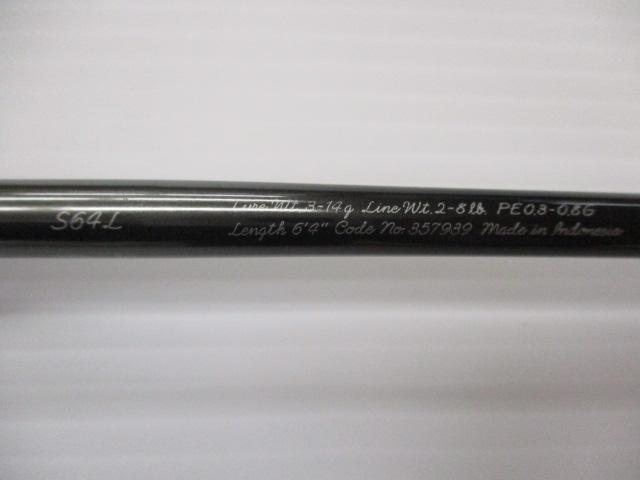 S64L
Lure Wt. 3-14g Line Wt. 2-8lb. PE0.3-0.8G
Length 6'4" Code No. 357939 Made in Indonesia